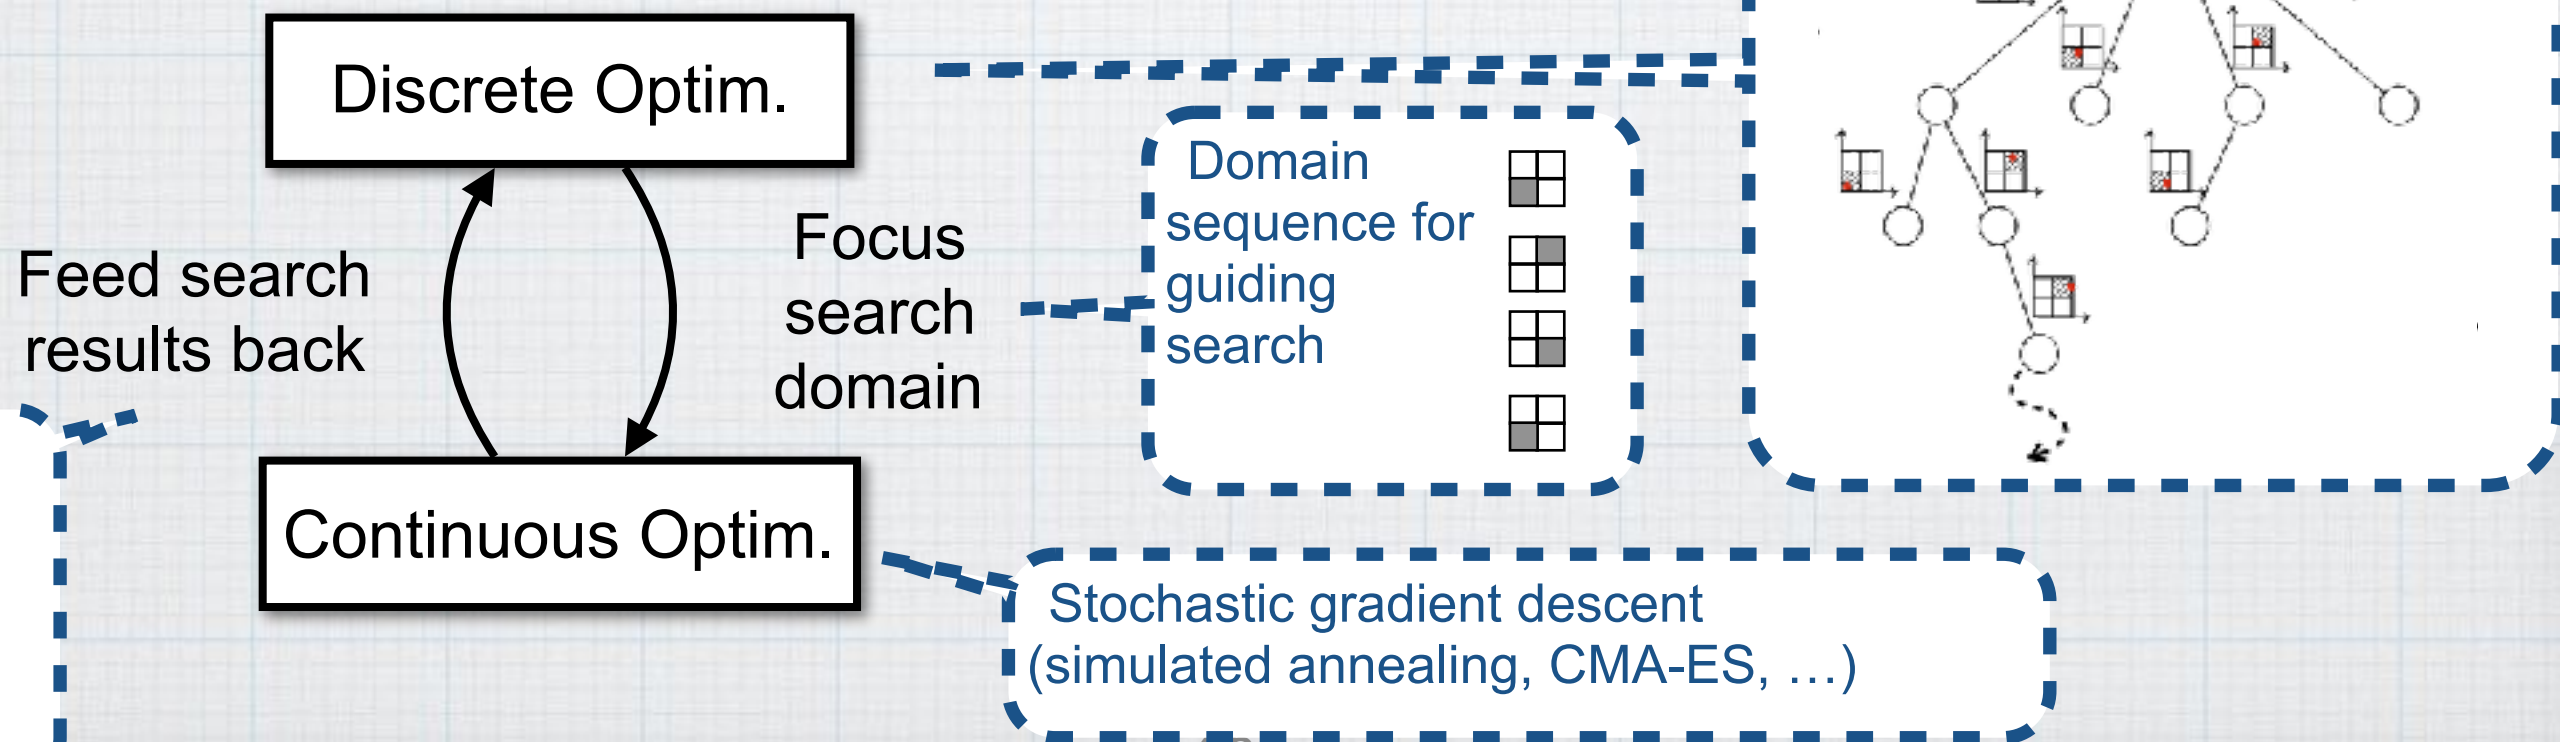 Discrete Optim.
Feed search
results back
Focus
search
domain
Domain
sequence for
guiding
search
Continuous Optim.
Stochastic gradient descent
(simulated annealing, CMA-ES, …)